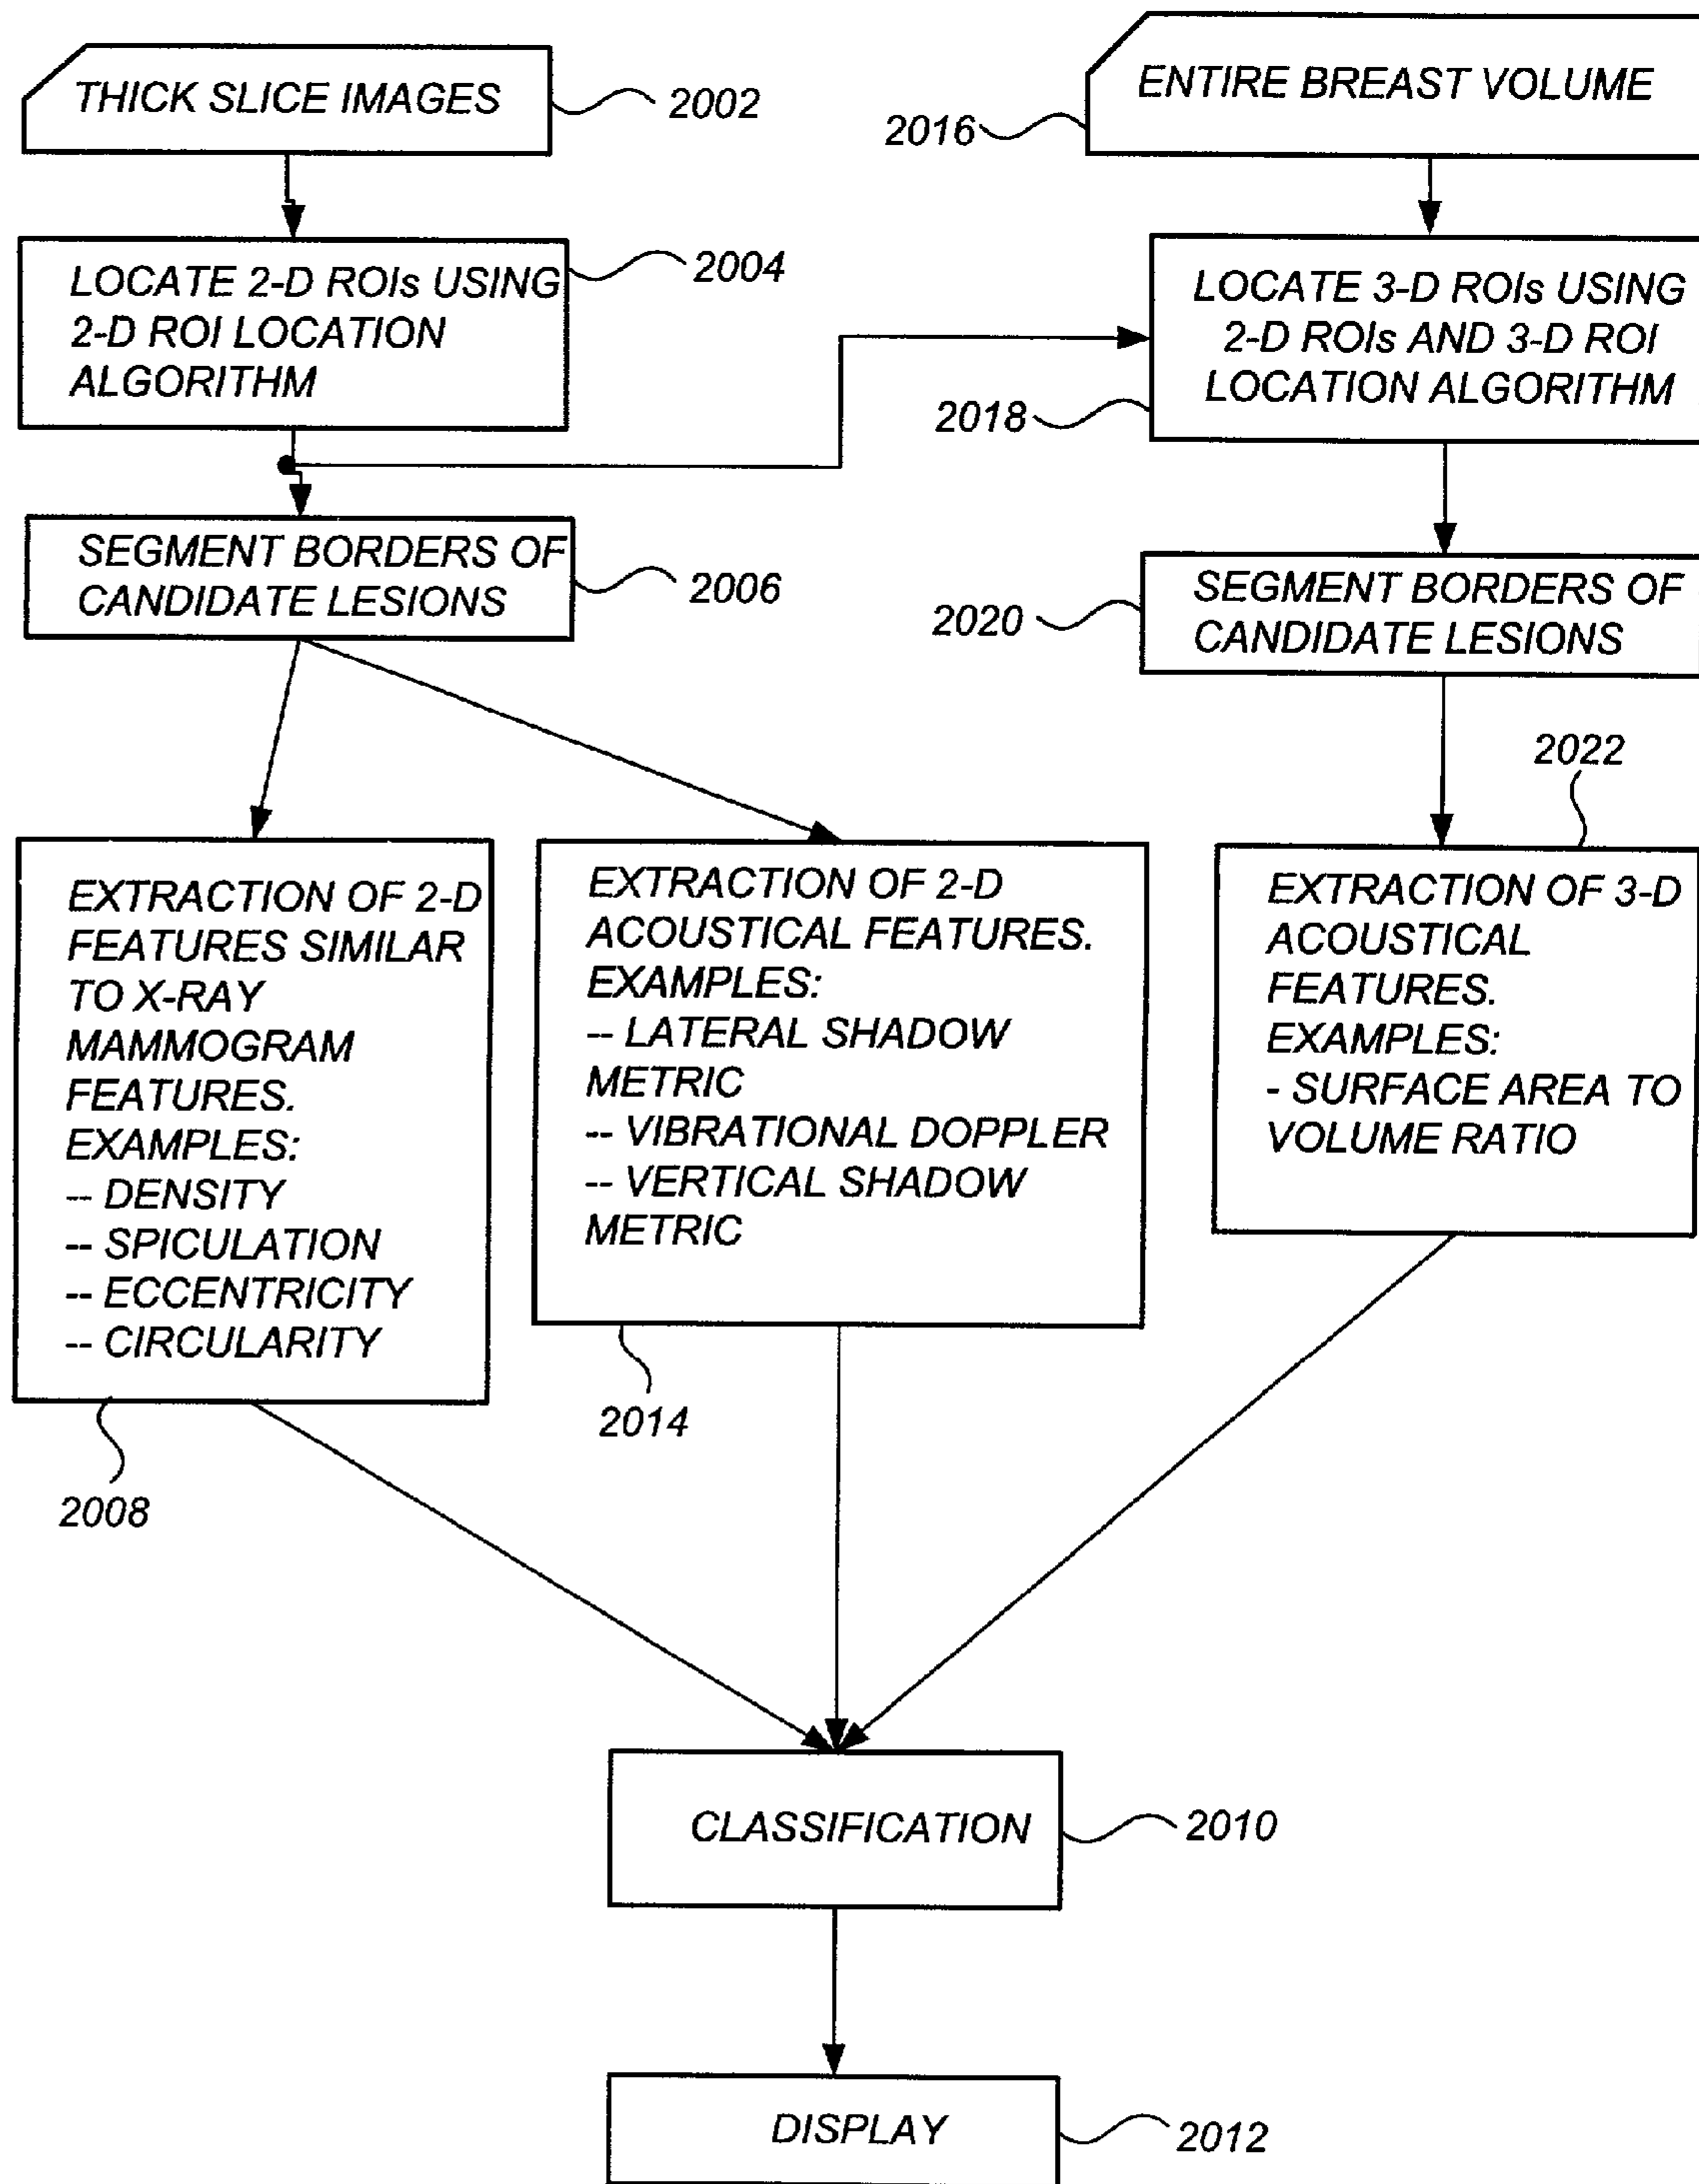 THICK SLICE IMAGES
2002
ENTIRE BREAST VOLUME
2016
LOCATE 2-D ROIs USING
2-D ROI LOCATION
ALGORITHM
2004
LOCATE 3-D ROIs USING
2-D ROIs AND 3-D ROI
LOCATION ALGORITHM
2018
SEGMENT BORDERS OF
CANDIDATE LESIONS
2006
SEGMENT BORDERS OF
CANDIDATE LESIONS
2020
EXTRACTION OF 2-D
FEATURES SIMILAR
TO X-RAY
MAMMOGRAM
FEATURES.
EXAMPLES:
-- DENSITY
-- SPICULATION
-- ECCENTRICITY
-- CIRCULARITY
2008
EXTRACTION OF 2-D
ACOUSTICAL FEATURES.
EXAMPLES:
-- LATERAL SHADOW
METRIC
-- VIBRATIONAL DOPPLER
-- VERTICAL SHADOW
METRIC
2014
2022
EXTRACTION OF 3-D
ACOUSTICAL
FEATURES.
EXAMPLES:
- SURFACE AREA TO
VOLUME RATIO
CLASSIFICATION
2010
DISPLAY
2012